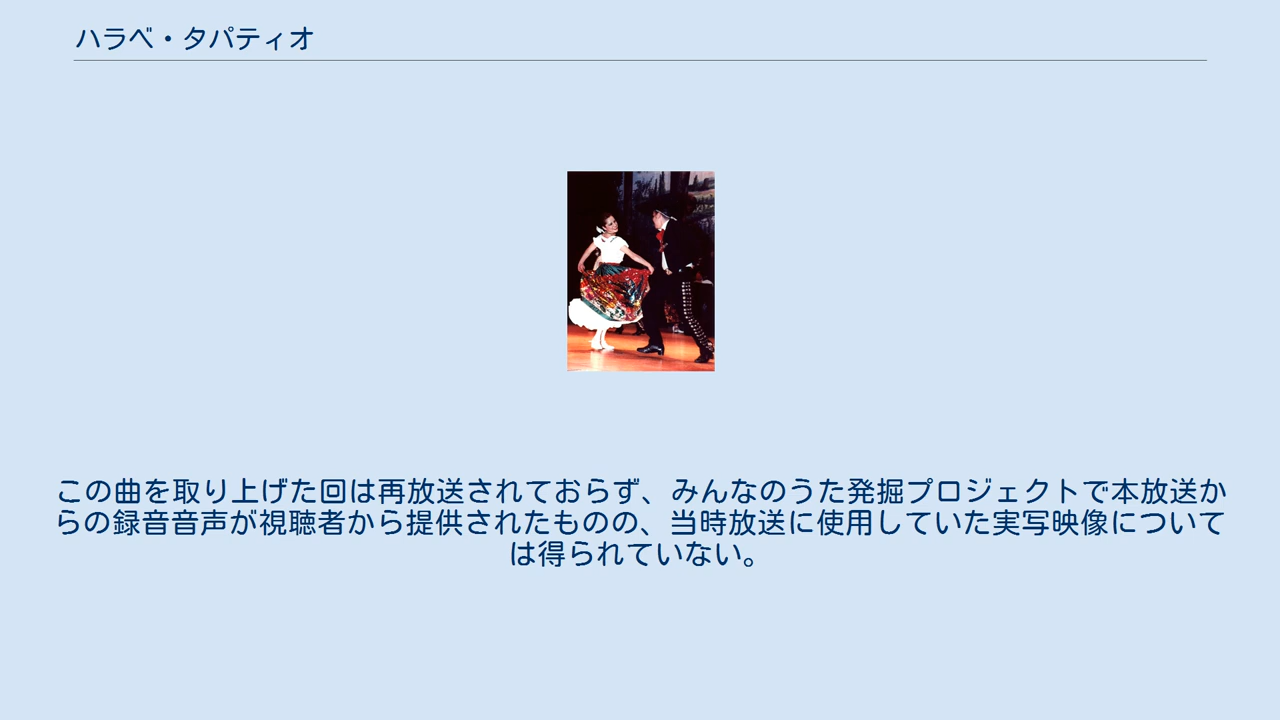 ハラベ・タパティオ
この曲を取り上げた回は再放送されておらず、みんなのうた発掘プロジェクトで本放送か
らの録音音声が視聴者から提供されたものの、当時放送に使用していた実写映像について
は得られていない。